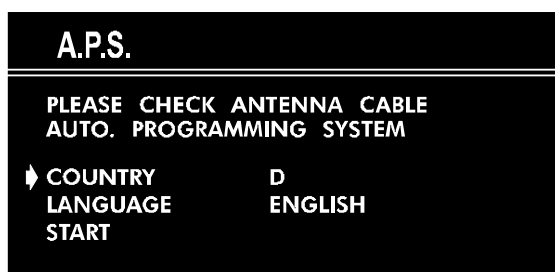 A.P.S.
PLEASE CHECK ANTENNA CABLE
AUTO. PROGRAMMING SYSTEM
COUNTRY D
LANGUAGE ENGLISH
START